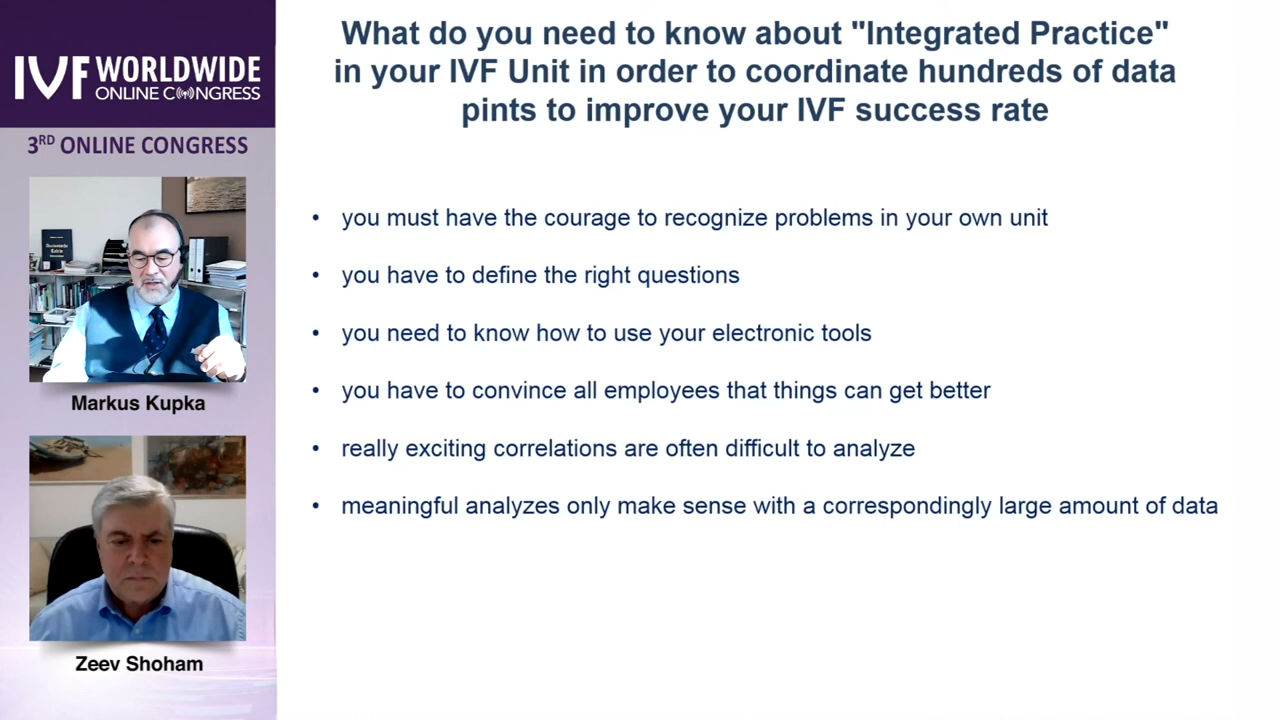 IVF WORLDWIDE
ONLINE CONGRESS
3RD ONLINE CONGRESS
Markus Kupka
Zeev Shoham
What do you need to know about "Integrated Practice"
in your IVF Unit in order to coordinate hundreds of data
pints to improve your IVF success rate
• you must have the courage to recognize problems in your own unit
• you have to define the right questions
• you need to know how to use your electronic tools
• you have to convince all employees that things can get better
• really exciting correlations are often difficult to analyze
• meaningful analyzes only make sense with a correspondingly large amount of data